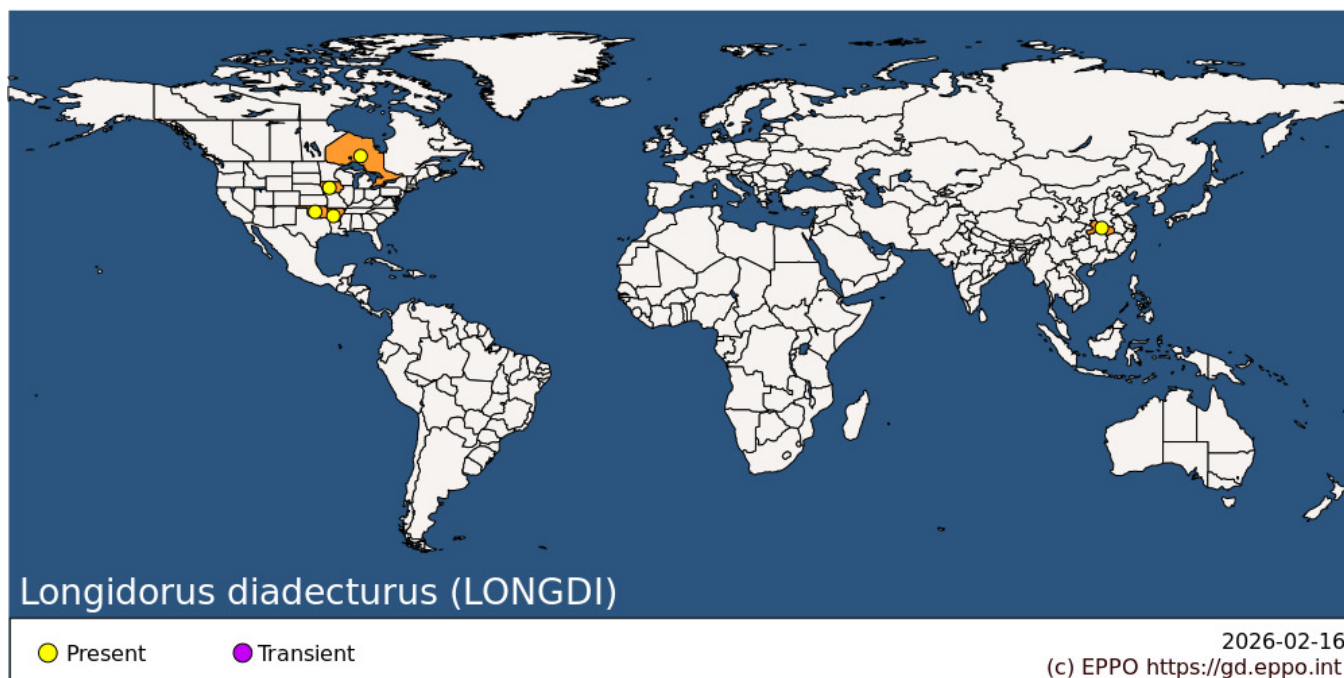 Longidorus diadecturus (LONGDI)
Present
Transient
2026-02-16
(c) EPPO https://gd.eppo.int